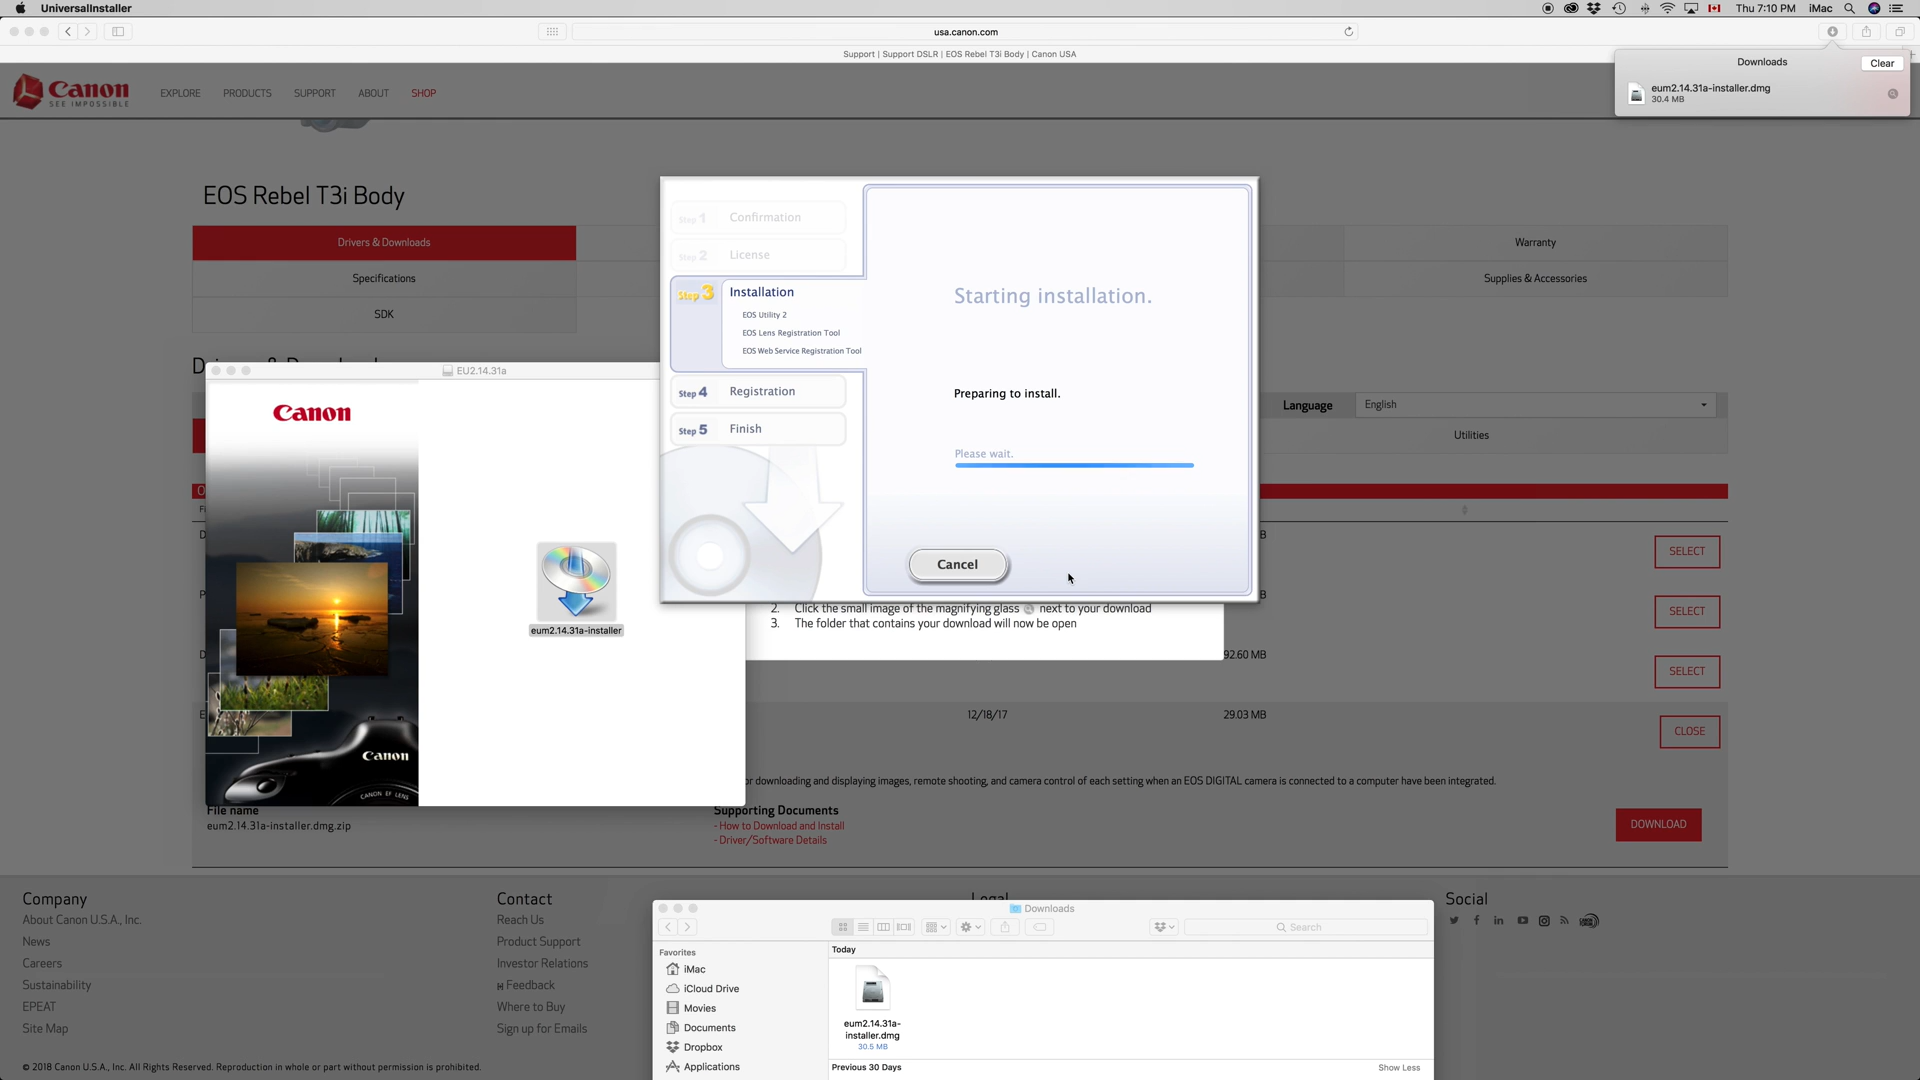 UniversalInstaller
Thu 7:10 PM
iMac
usa.canon.com
Support | Support DSLR | EOS Rebel T3i Body | Canon USA
Downloads
Clear
eum2.14.31a-installer.dmg
30.4 MB
Canon
SEE IMPOSSIBLE
EXPLORE
PRODUCTS
SUPPORT
ABOUT
SHOP
EOS Rebel T3i Body
Drivers & Downloads
Warranty
Specifications
Supplies & Accessories
SDK
Step 1 Confirmation
Step 2 License
Step 3 Installation
EOS Utility 2
EOS Lens Registration Tool
EOS Web Service Registration Tool
Step 4 Registration
Step 5 Finish
Starting installation.
Preparing to install.
Please wait.
Cancel
EU2.14.31a
Canon
Canon
CANON EF LENS
eum2.14.31a-installer
Language
English
Utilities
SELECT
SELECT
2. Click the small image of the magnifying glass next to your download
3. The folder that contains your download will now be open
92.60 MB
SELECT
12/18/17
29.03 MB
CLOSE
or downloading and displaying images, remote shooting, and camera control of each setting when an EOS DIGITAL camera is connected to a computer have been integrated.
File name
eum2.14.31a-installer.dmg.zip
Supporting Documents
- How to Download and Install
- Driver/Software Details
DOWNLOAD
Company
About Canon U.S.A., Inc.
News
Careers
Sustainability
EPEAT
Site Map
Contact
Reach Us
Product Support
Investor Relations
Feedback
Where to Buy
Sign up for Emails
Legal
Social
Downloads
Search
Favorites
iMac
iCloud Drive
Movies
Documents
Dropbox
Applications
Today
eum2.14.31a-
installer.dmg
30.5 MB
Previous 30 Days
Show Less
© 2018 Canon U.S.A., Inc. All Rights Reserved. Reproduction in whole or part without permission is prohibited.